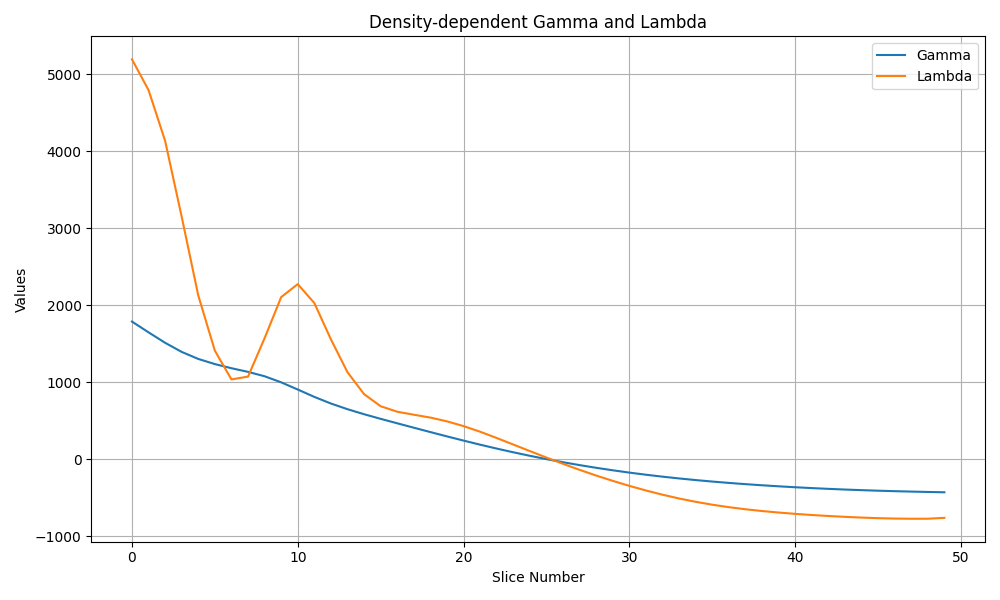 Density-dependent Gamma and Lambda
Gamma
Lambda
5000
4000
3000
2000
1000
0
−1000
Values
0 10 20 30 40 50
Slice Number